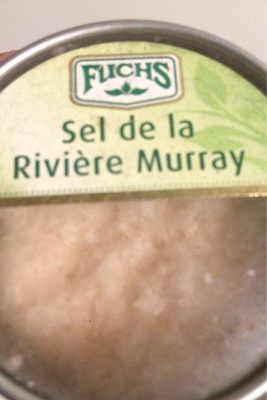 FUCHS
Sel de la
Rivière Murray